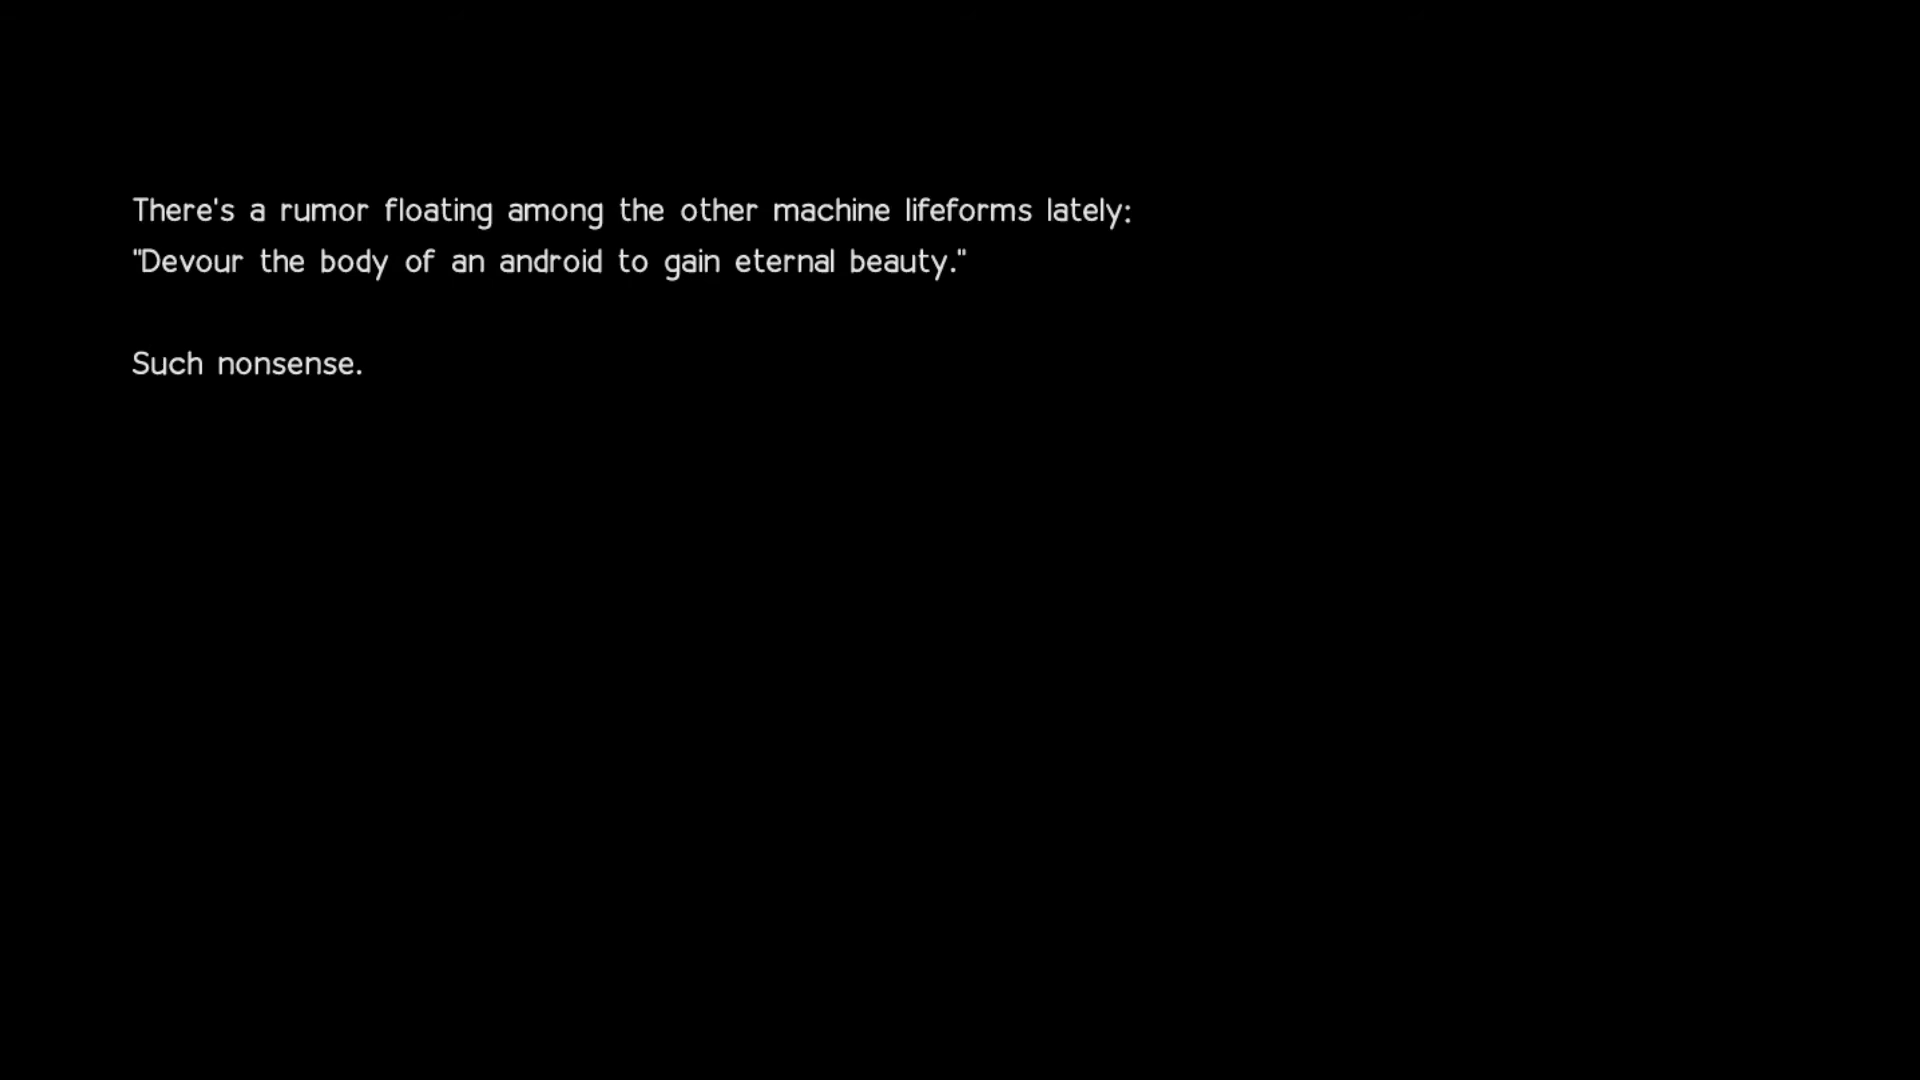 There's a rumor floating among the other machine lifeforms lately:
"Devour the body of an android to gain eternal beauty."
Such nonsense.